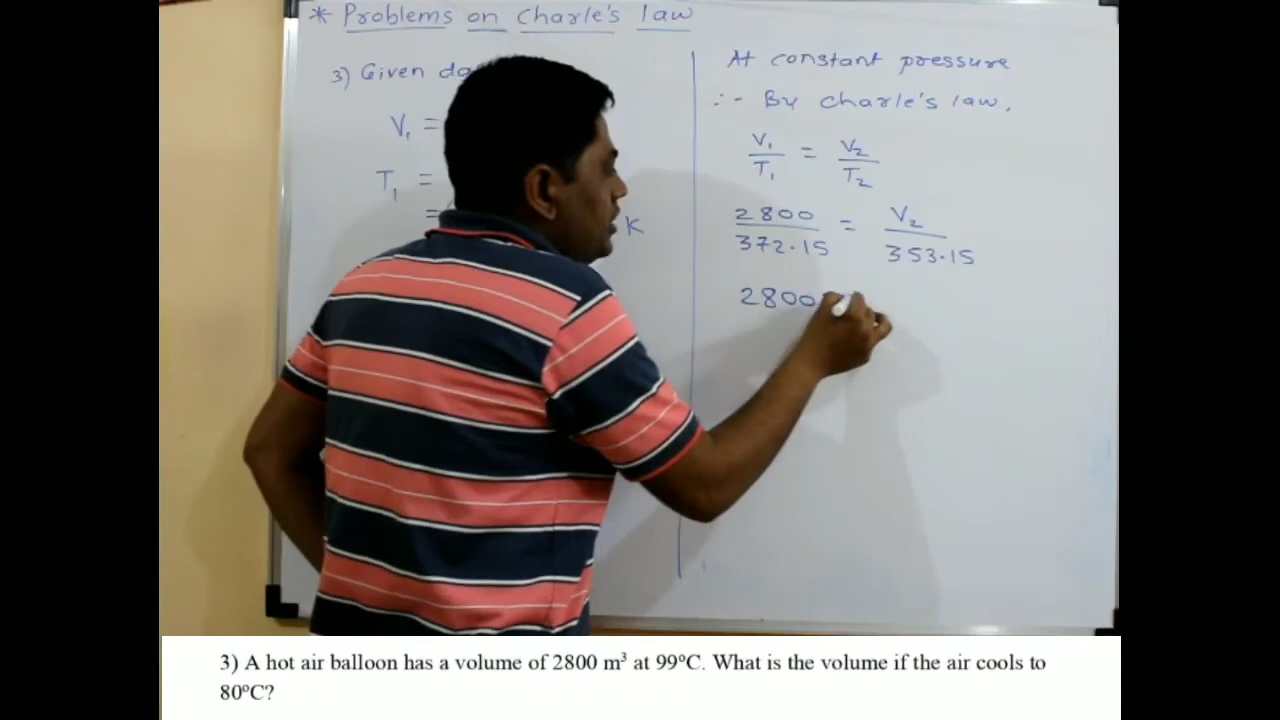 * Problems on Charle's law
3) Given
V₁ =
T₁ =
=
K
At constant pressure
∴ - By Charle's law,
V₁/T₁ = V₂/T₂
2800/372.15 = V₂/353.15
2800
3) A hot air balloon has a volume of 2800 m³ at 99°C. What is the volume if the air cools to
80°C?